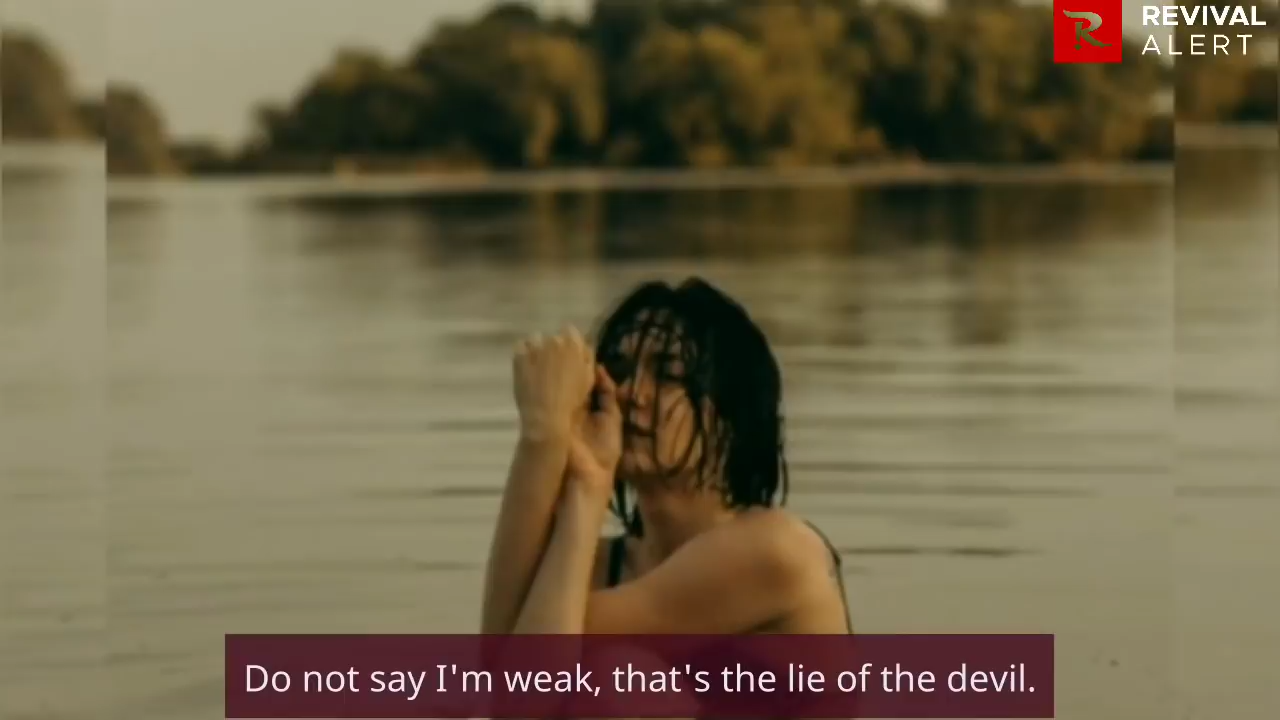 REVIVAL
ALERT
Do not say I'm weak, that's the lie of the devil.